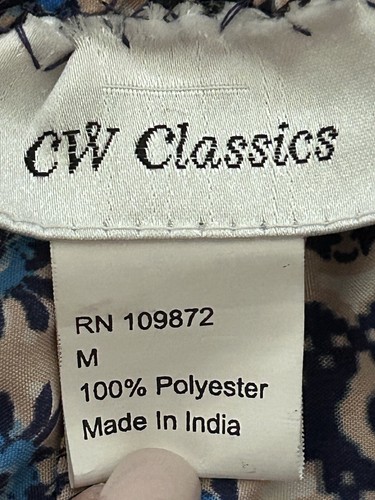 CW Classics
RN 109872
M
100% Polyester
Made In India